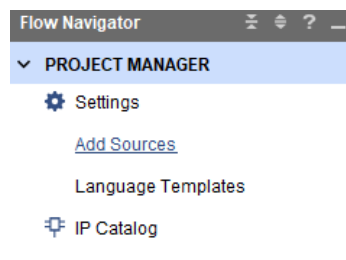 Flow Navigator ?
PROJECT MANAGER
Settings
Add Sources
Language Templates
IP Catalog